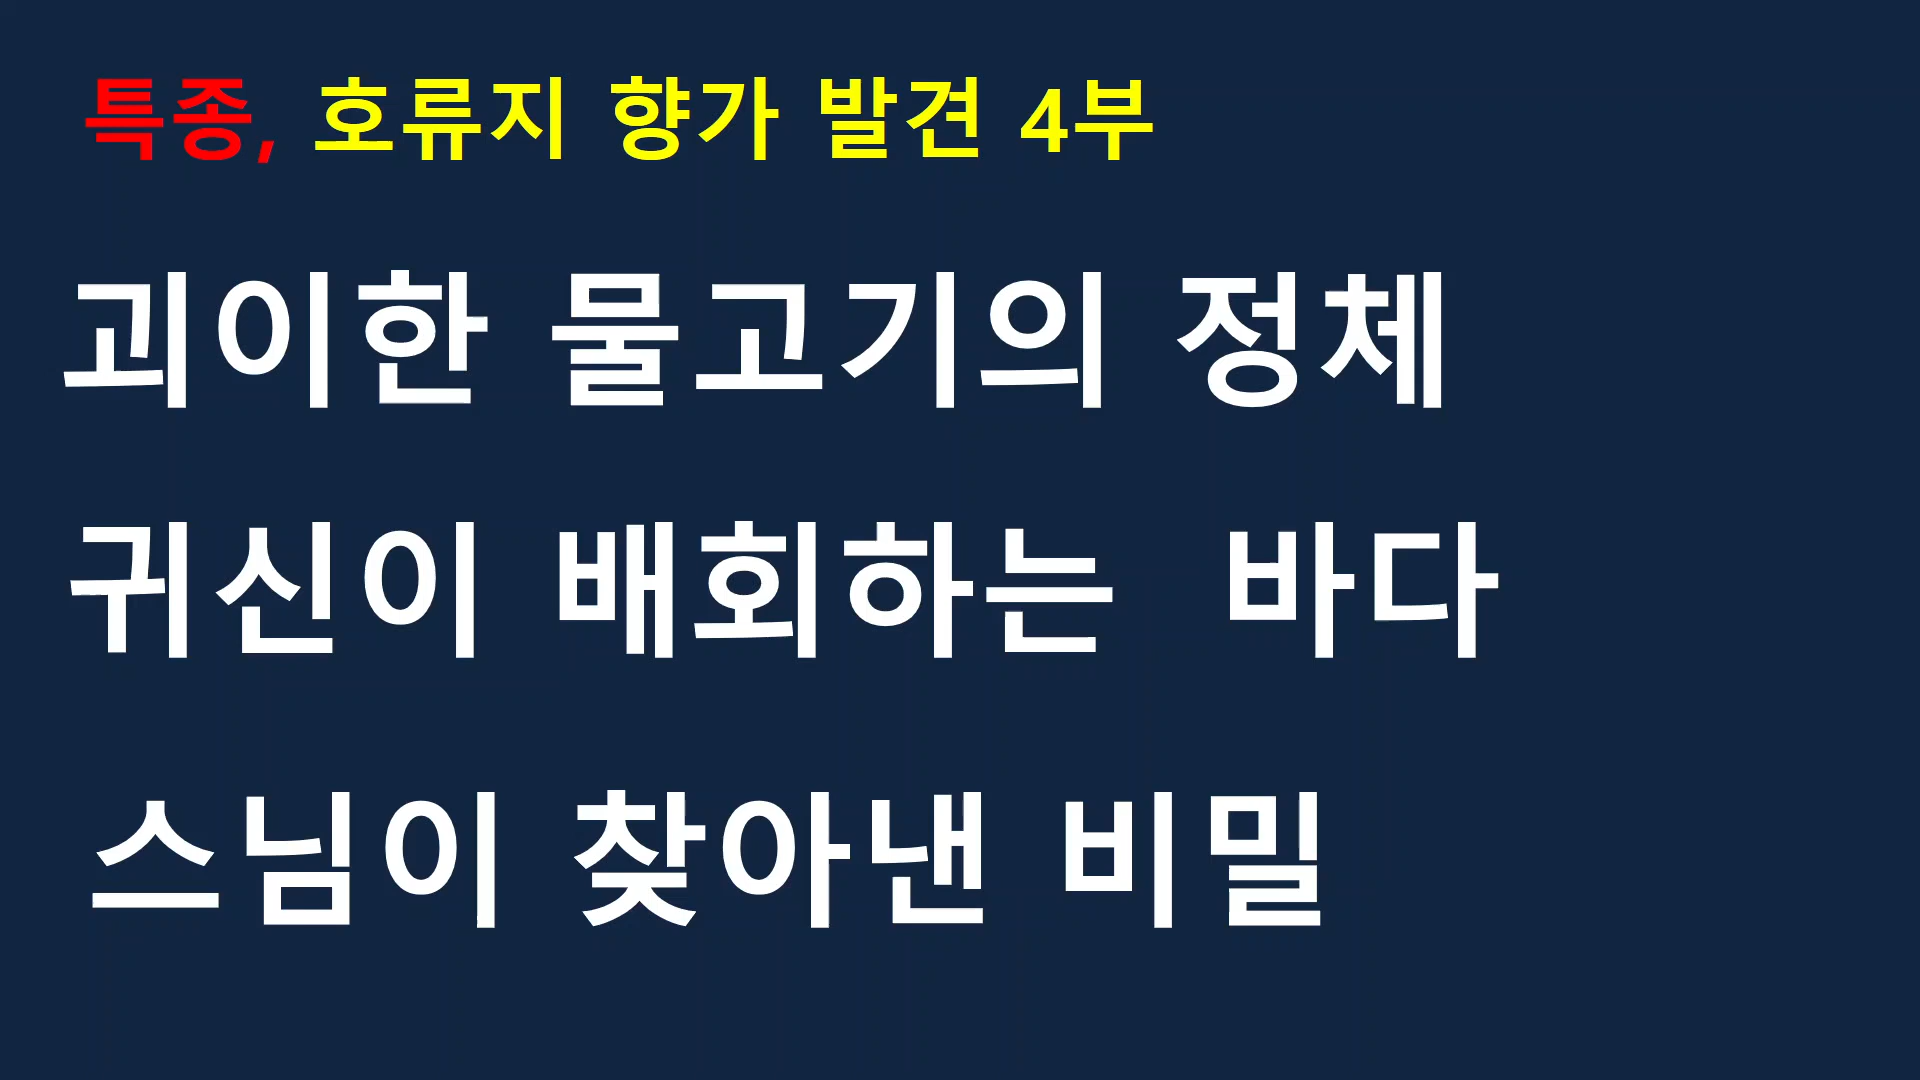 특종, 호류지 향가 발견 4부
괴이한 물고기의 정체
귀신이 배회하는 바다
스님이 찾아낸 비밀